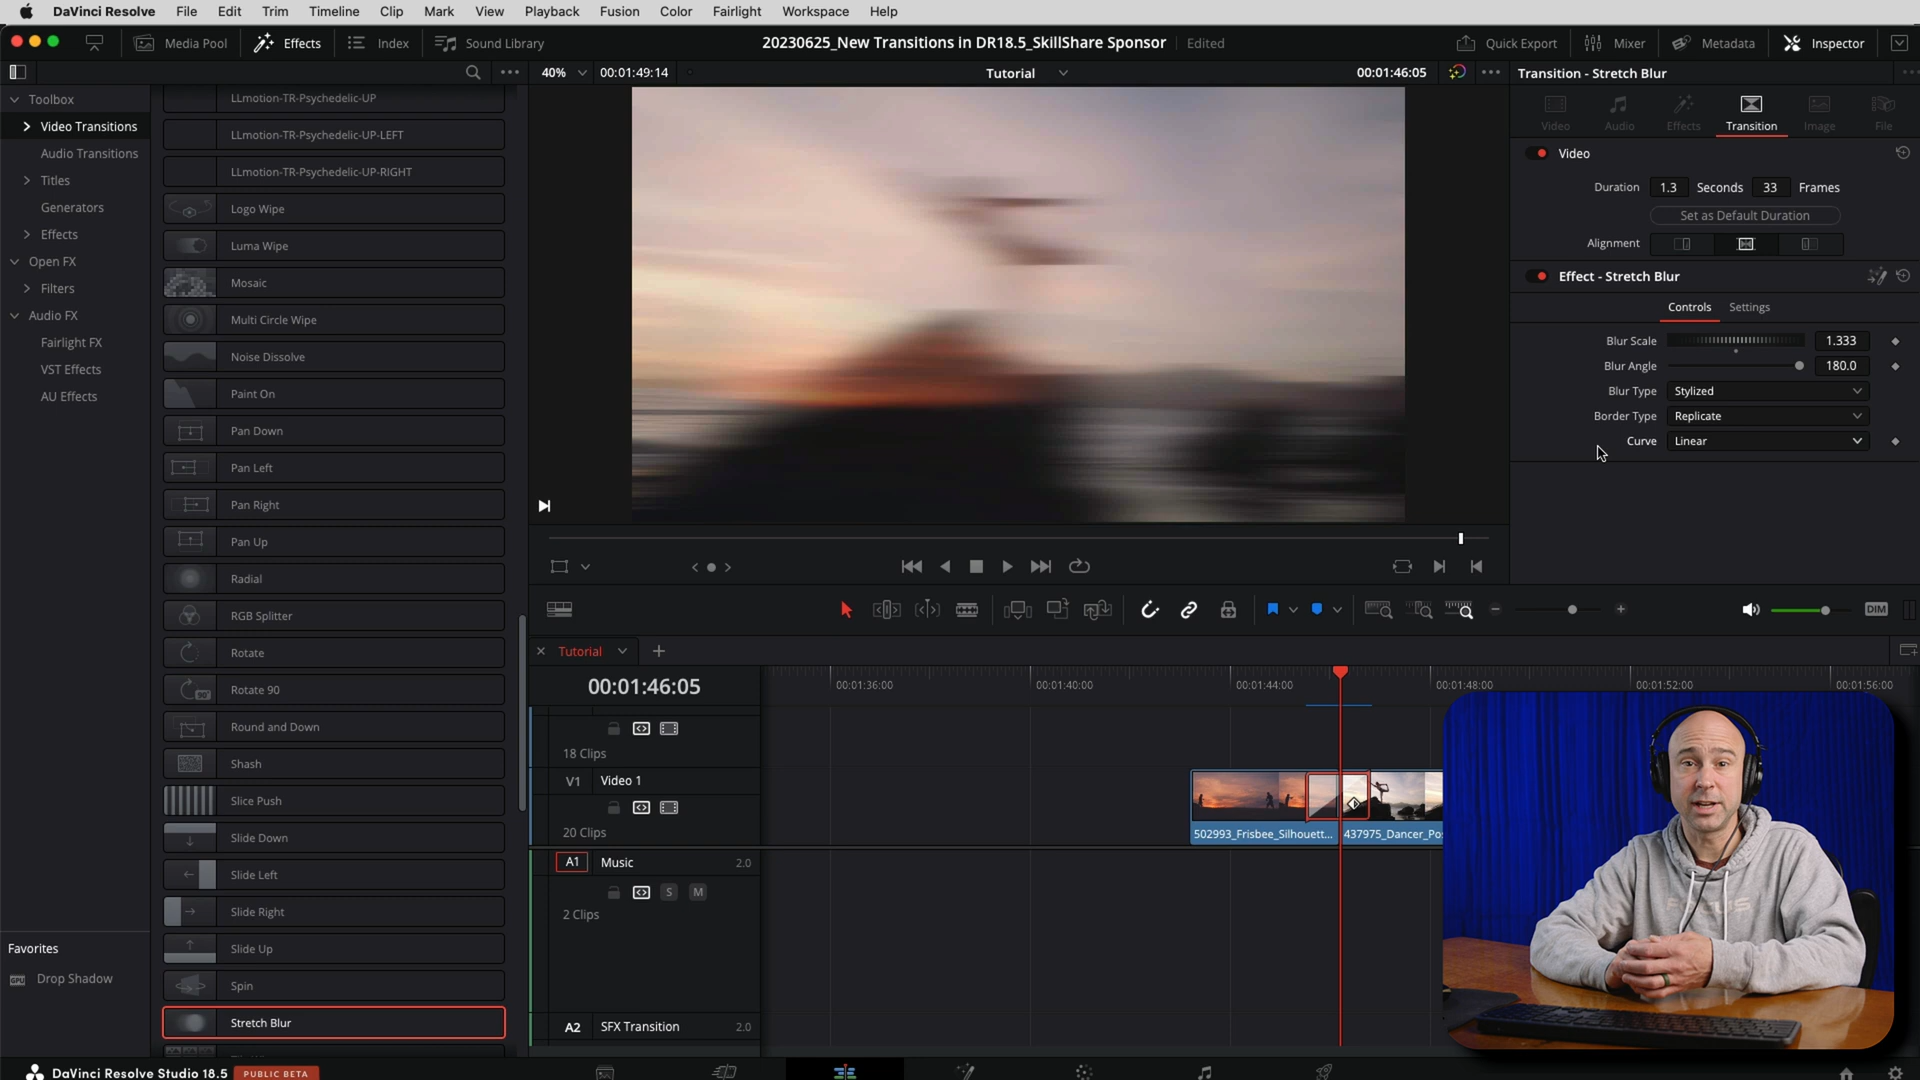 DaVinci Resolve File Edit Trim Timeline Clip Mark View Playback Fusion Color Fairlight Workspace Help
Media Pool Effects Index Sound Library
20230625_New Transitions in DR18.5_SkillShare Sponsor Edited
Quick Export Mixer Metadata Inspector
40% 00:01:49:14 Tutorial 00:01:46:05
Transition - Stretch Blur
Toolbox
Video Transitions
Audio Transitions
Titles
Generators
Effects
Open FX
Filters
Audio FX
Fairlight FX
VST Effects
AU Effects
Favorites
Drop Shadow
LLmotion-TR-Psychedelic-UP
LLmotion-TR-Psychedelic-UP-LEFT
LLmotion-TR-Psychedelic-UP-RIGHT
Logo Wipe
Luma Wipe
Mosaic
Multi Circle Wipe
Noise Dissolve
Paint On
Pan Down
Pan Left
Pan Right
Pan Up
Radial
RGB Splitter
Rotate
Rotate 90
Round and Down
Shash
Slice Push
Slide Down
Slide Left
Slide Right
Slide Up
Spin
Stretch Blur
Video Audio Effects Transition Image File
Video
Duration 1.3 Seconds 33 Frames
Set as Default Duration
Alignment
Effect - Stretch Blur
Controls Settings
Blur Scale 1.333
Blur Angle 180.0
Blur Type Stylized
Border Type Replicate
Curve Linear
DIM
Tutorial
00:01:46:05
00:01:36:00 00:01:40:00 00:01:44:00 00:01:48:00 00:01:52:00 00:01:56:00
18 Clips
V1 Video 1
20 Clips
502993_Frisbee_Silhouett... 437975_Dancer_Po
A1 Music 2.0
S M
2 Clips
A2 SFX Transition 2.0
FOCUS
DaVinci Resolve Studio 18.5 PUBLIC BETA